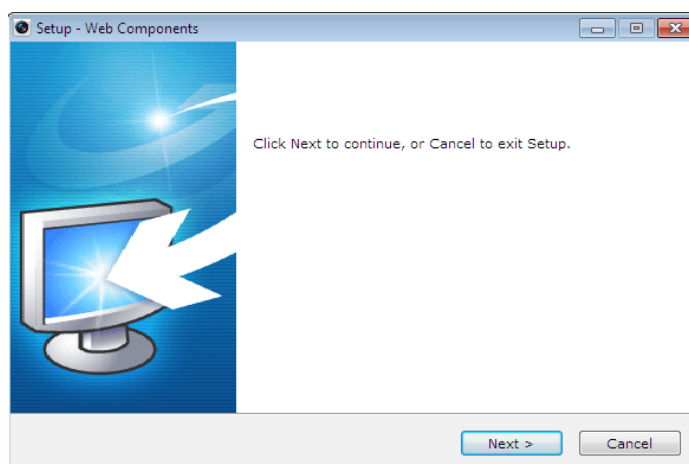 Setup - Web Components
Click Next to continue, or Cancel to exit Setup.
Next >
Cancel